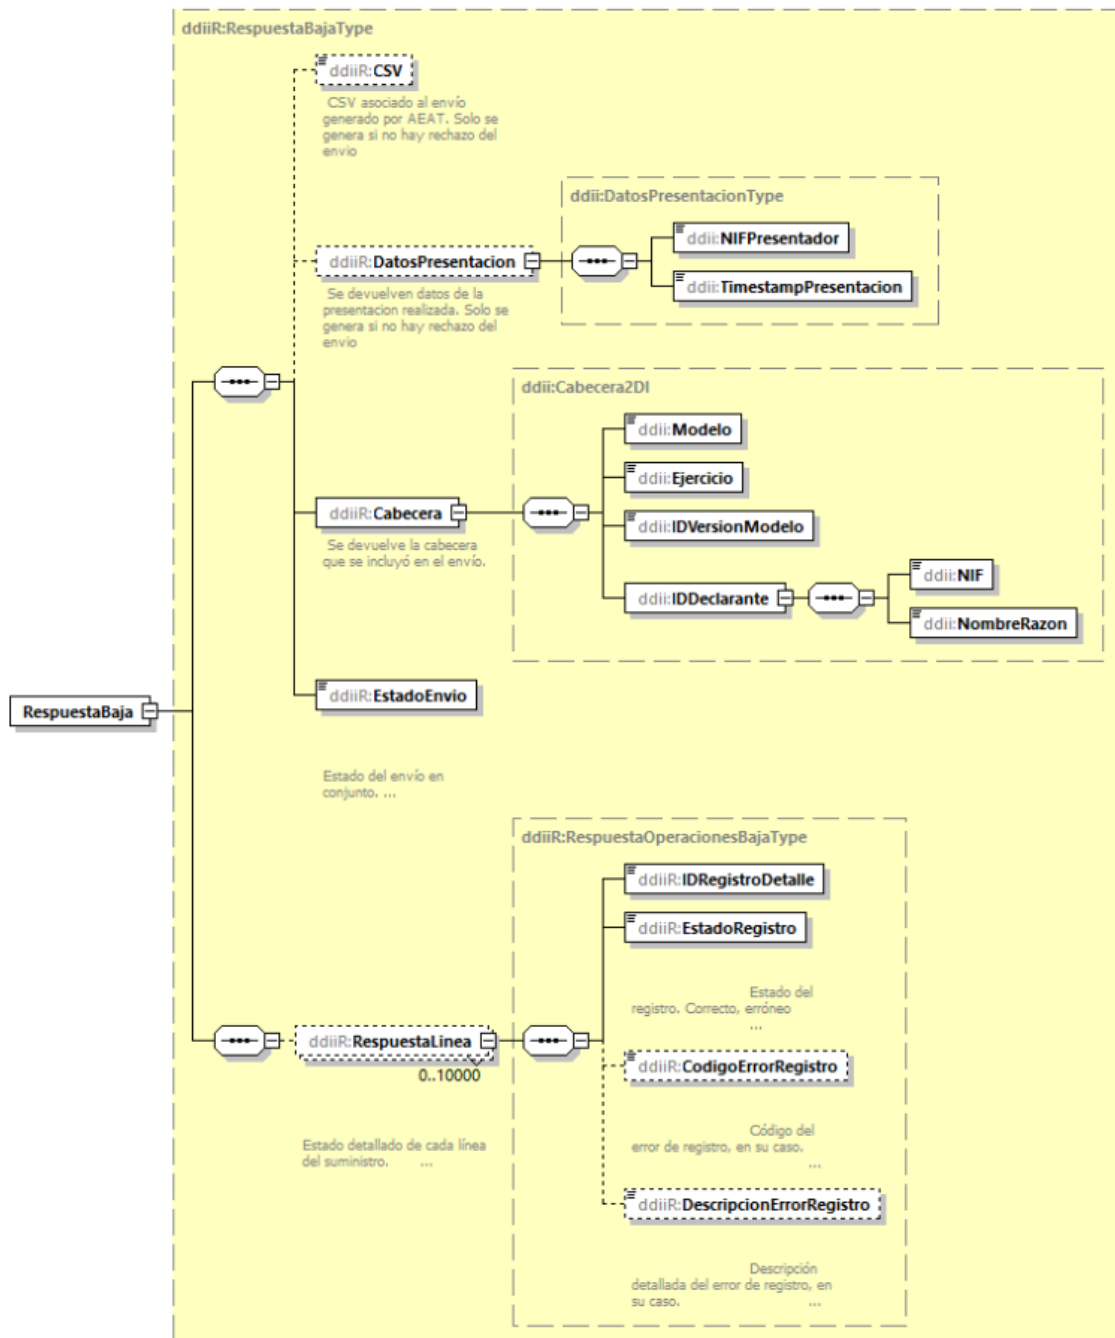 ddiiR:RespuestaBajaType
ddiiR:CSV
CSV asociado al envío
generado por AEAT. Solo se
genera si no hay rechazo del
envio
ddii:DatosPresentacionType
ddii:NIFPresentador
ddiiR:DatosPresentacion
ddii:TimestampPresentacion
Se devuelven datos de la
presentacion realizada. Solo se
genera si no hay rechazo del
envio
ddii:Cabecera2DI
ddii:Modelo
ddii:Ejercicio
ddiiR:Cabecera
ddii:IDVersionModelo
Se devuelve la cabecera
que se incluyó en el envío.
ddii:IDDeclarante
ddii:NIF
ddii:NombreRazon
ddiiR:EstadoEnvio
RespuestaBaja
Estado del envío en
conjunto. ...
ddiiR:RespuestaOperacionesBajaType
ddiiR:IDRegistroDetalle
ddiiR:EstadoRegistro
Estado del
registro. Correcto, erróneo
...
ddiiR:RespuestaLinea
0..10000
Estado detallado de cada línea
del suministro. ...
ddiiR:CodigoErrorRegistro
Código del
error de registro, en su caso.
...
ddiiR:DescripcionErrorRegistro
Descripción
detallada del error de registro, en
su caso. ...